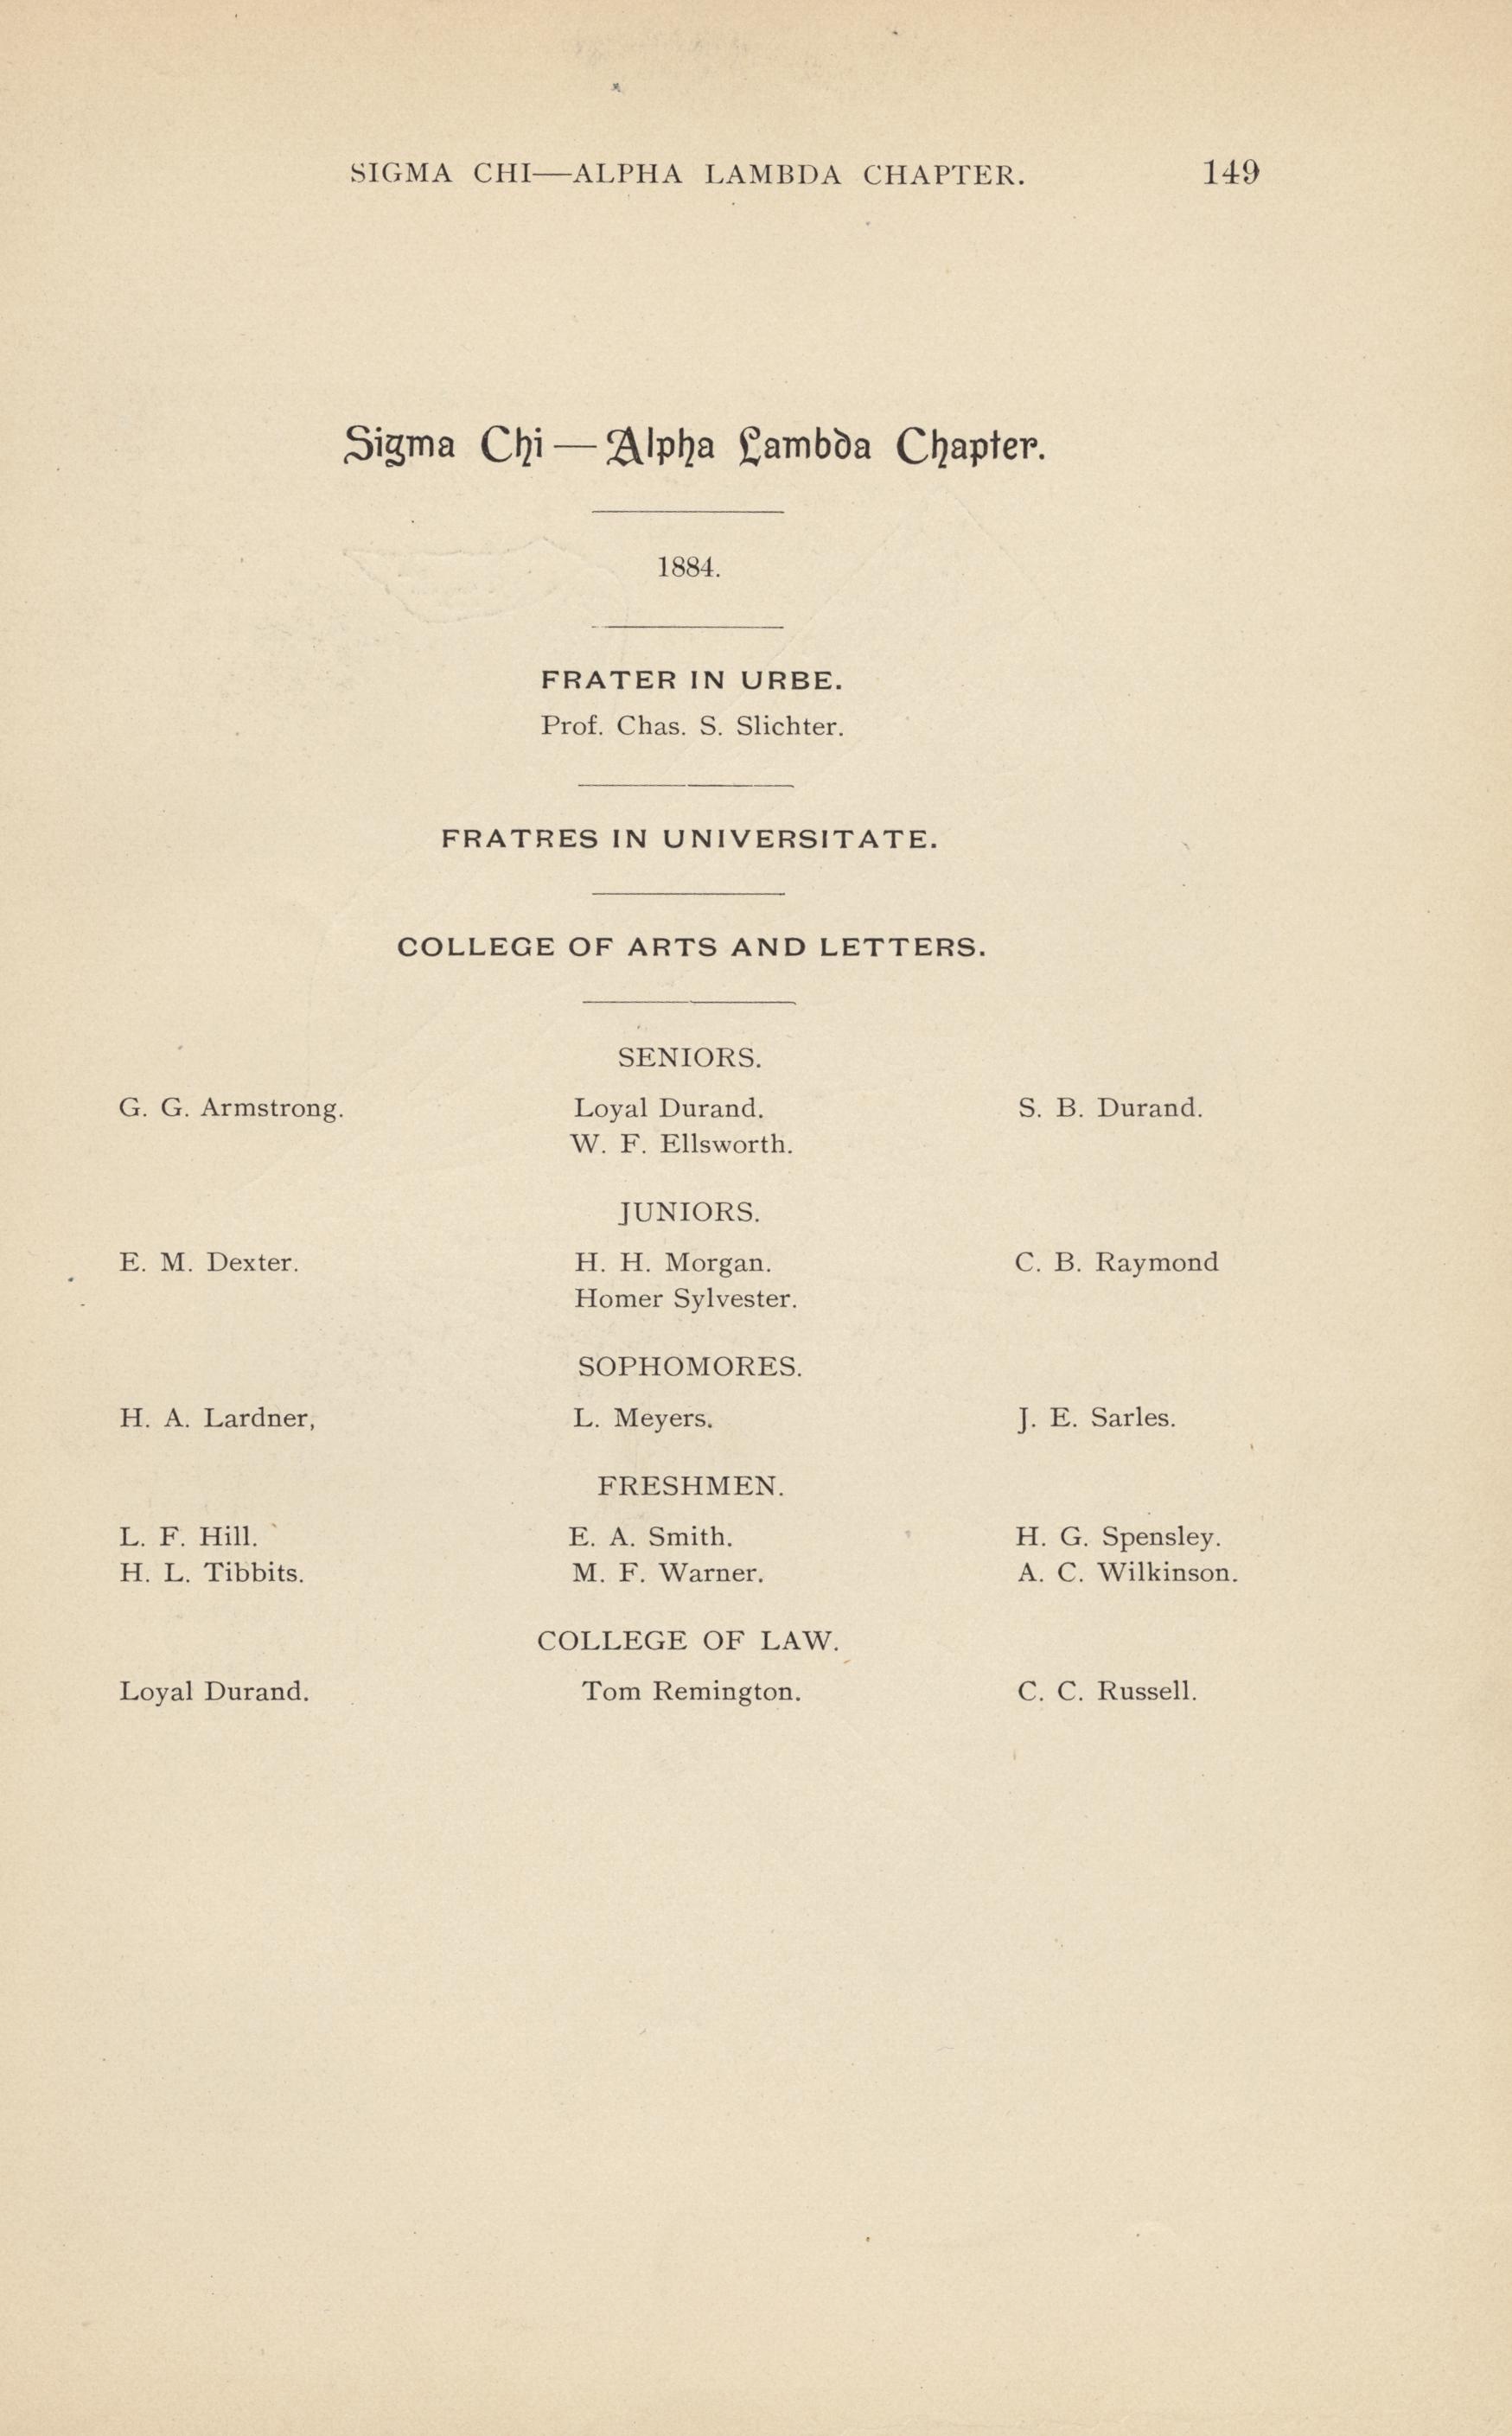 SIGMA CHI—ALPHA LAMBDA CHAPTER. 149
Sigma Chi — Alpha Lambda Chapter.
1884.
FRATER IN URBE.
Prof. Chas. S. Slichter.
FRATRES IN UNIVERSITATE.
COLLEGE OF ARTS AND LETTERS.
SENIORS.
G. G. Armstrong. Loyal Durand. S. B. Durand.
W. F. Ellsworth.
JUNIORS.
E. M. Dexter. H. H. Morgan. C. B. Raymond
Homer Sylvester.
SOPHOMORES.
H. A. Lardner, L. Meyers. J. E. Sarles.
FRESHMEN.
L. F. Hill. E. A. Smith. H. G. Spensley.
H. L. Tibbits. M. F. Warner. A. C. Wilkinson.
COLLEGE OF LAW.
Loyal Durand. Tom Remington. C. C. Russell.